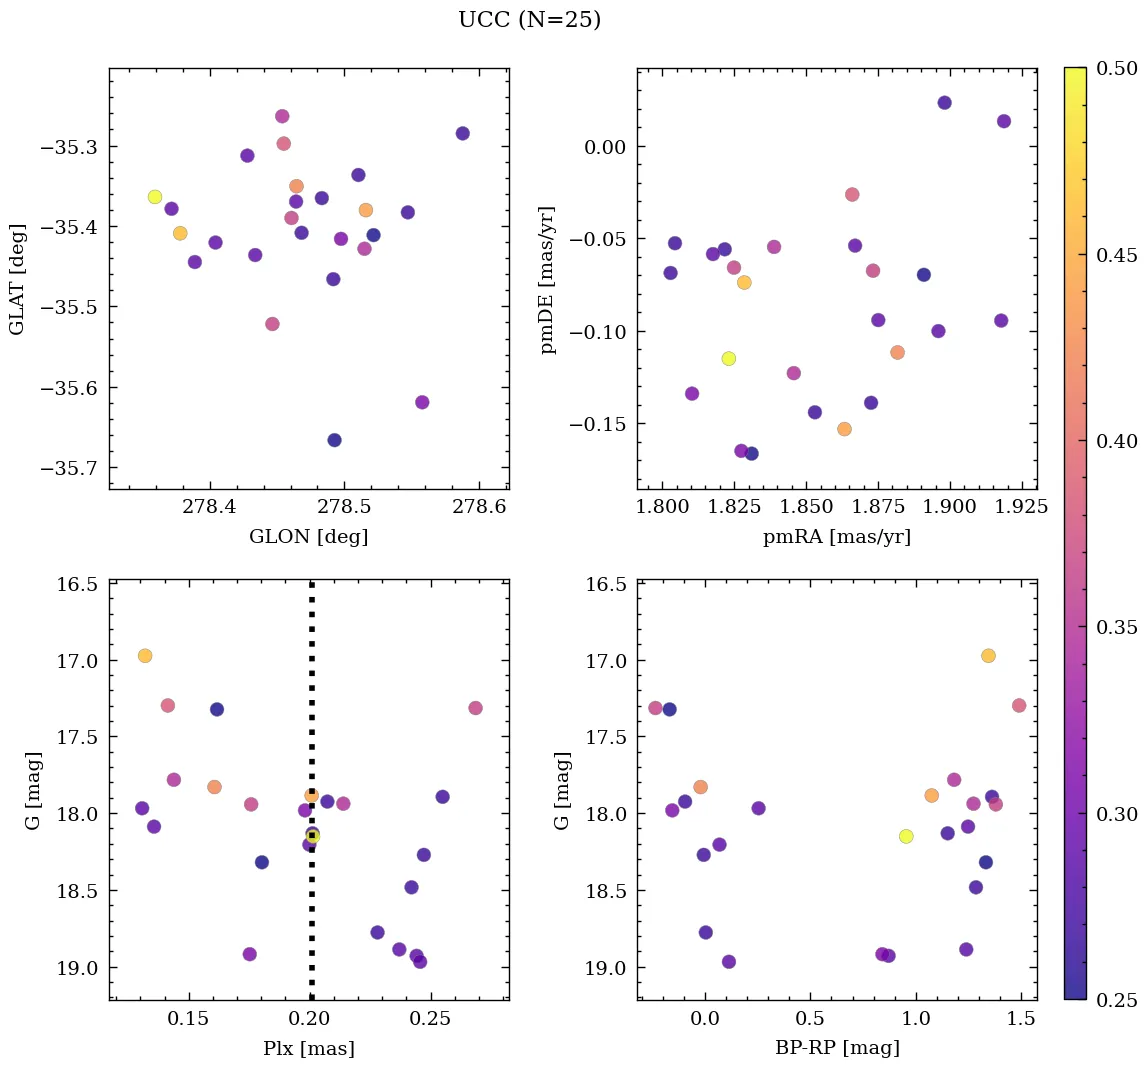 UCC (N=25)
−35.3
−35.4
−35.5
−35.6
−35.7
GLAT [deg]
278.4 278.5 278.6
GLON [deg]
0.00
−0.05
−0.10
−0.15
pmDE [mas/yr]
1.800 1.825 1.850 1.875 1.900 1.925
pmRA [mas/yr]
16.5
17.0
17.5
18.0
18.5
19.0
G [mag]
0.15 0.20 0.25
Plx [mas]
16.5
17.0
17.5
18.0
18.5
19.0
G [mag]
0.0 0.5 1.0 1.5
BP-RP [mag]
0.50
0.45
0.40
0.35
0.30
0.25